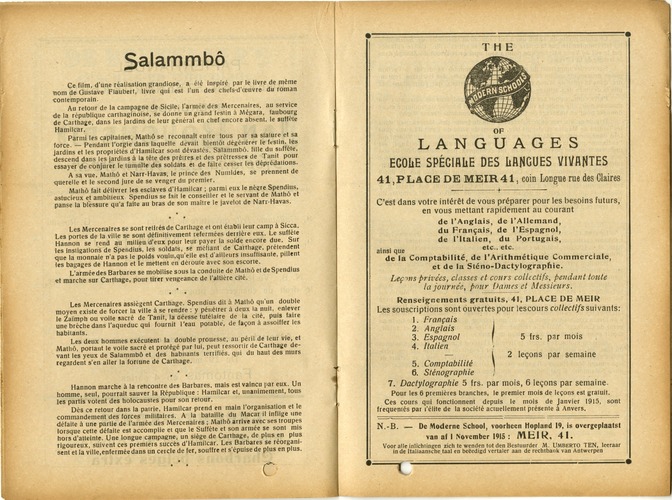 Salammbô
Ce film, d'une réalisation grandiose, a été inspiré par le livre de même
nom de Gustave Flaubert, livre qui est l'un des chefs-d'œuvre du roman
contemporain.
Au retour de la campagne de Sicile, l'armée des Mercenaires, au service
de la république carthaginoise, se donne un grand festin à Mégara, faubourg
de Carthage, dans les jardins de leur général en chef encore absent, le suffète
Hamilcar.
Parmi les capitaines, Mathô se reconnaît entre tous par sa stature et sa
force. — Pendant l'orgie dans laquelle devait bientôt dégénérer le festin, les
jardins et les propriétés d'Hamilcar sont dévastés. Salammbô, fille du suffète,
descend dans les jardins à la tête des prêtres et des prêtresses de Tanit pour
essayer de conjurer le tumulte des soldats et de faire cesser les déprédations.
A sa vue, Mathô et Narr-Havas, le prince des Numides, se prennent de
querelle et le second jure de se venger du premier.
Mathô fait délivrer les esclaves d'Hamilcar ; parmi eux le nègre Spendius,
astucieux et ambitieux. Spendius se fait le conseiller et le servant de Mathô et
panse la blessure qu'a faite au bras de son maître le javelot de Narr-Havas.
Les Mercenaires se sont retirés de Carthage et ont établi leur camp à Sicca.
Les portes de la ville se sont définitivement refermées derrière eux. Le suffète
Hannon se rend au milieu d'eux pour leur payer la solde encore due. Sur
les instigations de Spendius, les soldats, se méfiant de Carthage, prétendent
que la monnaie n'a pas le poids voulu, qu'elle est d'ailleurs insuffisante, pillent
les bagages de Hannon et le mettent en déroute avec son escorte.
L'armée des Barbares se mobilise sous la conduite de Mathô et de Spendius
et marche sur Carthage, pour tirer vengeance de l'altière cité.
Les Mercenaires assiègent Carthage. Spendius dit à Mathô qu'un double
moyen existe de forcer la ville à se rendre : y pénétrer à deux la nuit, enlever
le Zaïmph ou voile sacré de Tanit, la déesse tutélaire de la cité, puis faire
une brèche dans l'aqueduc qui fournit l'eau potable, de façon à assoiffer les
habitants.
Les deux hommes exécutent la double prouesse, au péril de leur vie, et
Mathô, portant le voile sacré et protégé par lui, peut ressortir de Carthage de-
vant les yeux de Salammbô et des habitants terrifiés, qui du haut des murs
regardent s'en aller la fortune de Carthage.
Hannon marche à la rencontre des Barbares, mais est vaincu par eux. Un
homme, seul, pourrait sauver la République : Hamilcar et, unanimement, tous
les partis votent des holocaustes pour son retour.
Dès ce retour dans la patrie, Hamilcar prend en main l'organisation et le
commandement des forces militaires. A la bataille du Macar il inflige une
défaite à une partie de l'armée des Mercenaires ; Mathô arrive avec ses troupes
lorsque cette défaite est accomplie et que le Suffète et son armée se sont mis
hors d'atteinte. Une longue campagne, un siège de Carthage, de plus en plus
rigoureux, suivent ces premiers succès d'Hamilcar. Les Barbares se réorgani-
sent et la ville, enfermée dans un cercle de fer, souffre et s'épuise de plus en plus.
THE
MODERN SCHOOLS
OF
LANGUAGES
ECOLE SPÉCIALE DES LANGUES VIVANTES
41, PLACE DE MEIR 41, coin Longue rue des Claires
C'est dans votre intérêt de vous préparer pour les besoins futurs,
en vous mettant rapidement au courant
de l'Anglais, de l'Allemand,
du Français, de l'Espagnol,
de l'Italien, du Portugais,
etc., etc.
ainsi que
de la Comptabilité, de l'Arithmétique Commerciale,
et de la Sténo-Dactylographie.
Leçons privées, classes et cours collectifs, pendant toute
la journée, pour Dames et Messieurs.
Renseignements gratuits, 41, PLACE DE MEIR
Les souscriptions sont ouvertes pour les cours collectifs suivants:
1. Français
2. Anglais
3. Espagnol 5 frs. par mois
4. Italien
— 2 leçons par semaine
5. Comptabilité
6. Sténographie
7. Dactylographie 5 frs. par mois, 6 leçons par semaine.
Pour les 6 premières branches, le premier mois de leçons est gratuit.
Ces cours qui fonctionnent depuis le mois de Janvier 1915, sont
fréquentés par l'élite de la société actuellement présente à Anvers.
N.-B. — De Moderne School, voorheen Hopland 19, is overgeplaatst
van af 1 November 1915 : MEIR, 41.
Voor alle inlichtingen zich te wenden tot den Bestuurder M. UMBERTO TEN, leeraar
in de Italiaansche taal en beëedigd vertaler aan de rechtbank van Antwerpen